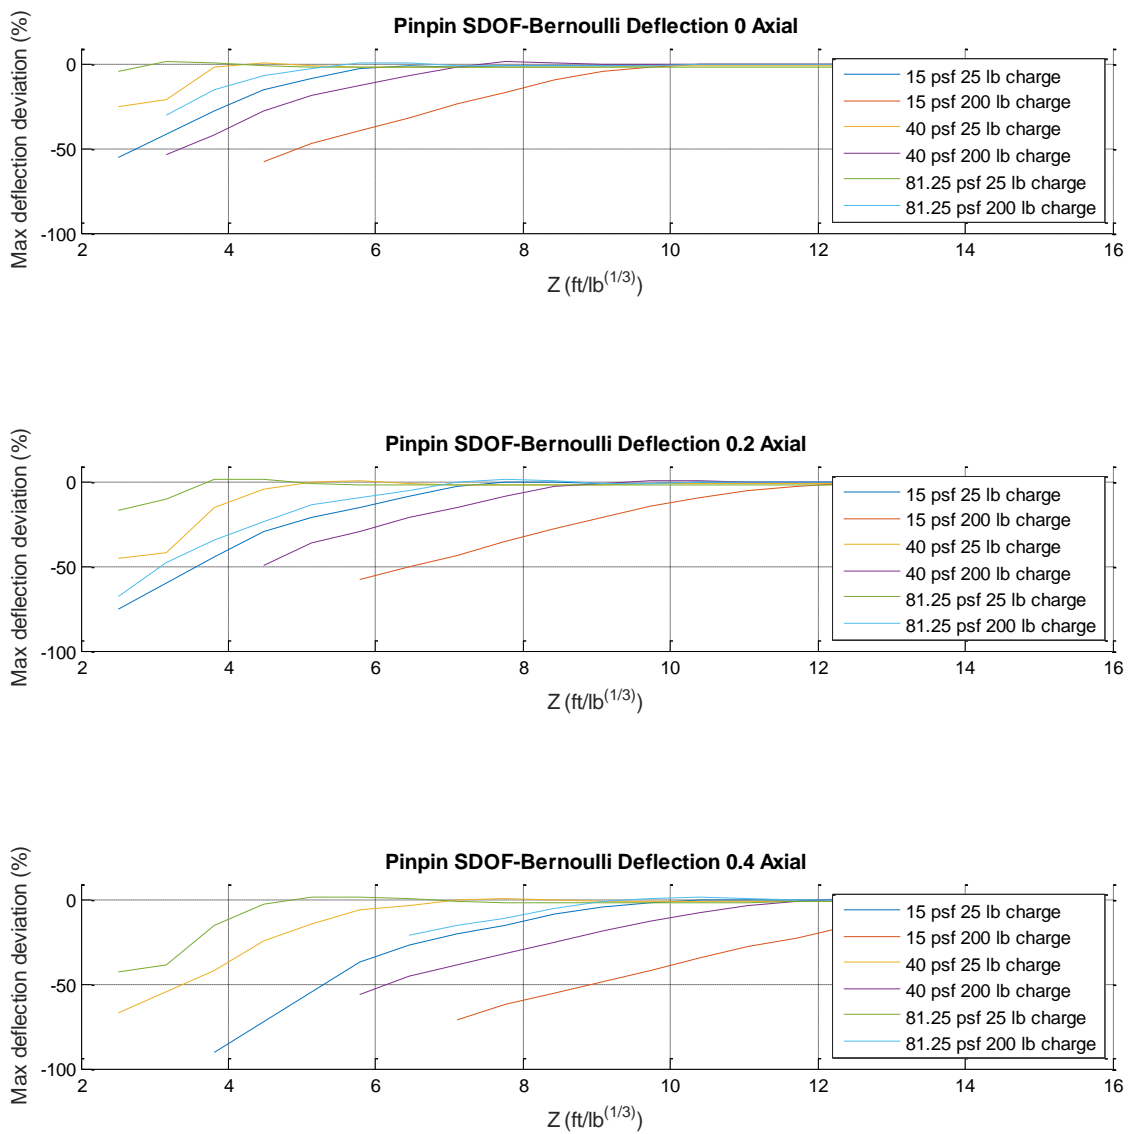 Pinpin SDOF-Bernoulli Deflection 0 Axial
Max deflection deviation (%)
0
-50
-100
2 4 6 8 10 12 14 16
Z (ft/lb^(1/3))
15 psf 25 lb charge
15 psf 200 lb charge
40 psf 25 lb charge
40 psf 200 lb charge
81.25 psf 25 lb charge
81.25 psf 200 lb charge
Pinpin SDOF-Bernoulli Deflection 0.2 Axial
Max deflection deviation (%)
0
-50
-100
2 4 6 8 10 12 14 16
Z (ft/lb^(1/3))
15 psf 25 lb charge
15 psf 200 lb charge
40 psf 25 lb charge
40 psf 200 lb charge
81.25 psf 25 lb charge
81.25 psf 200 lb charge
Pinpin SDOF-Bernoulli Deflection 0.4 Axial
Max deflection deviation (%)
0
-50
-100
2 4 6 8 10 12 14 16
Z (ft/lb^(1/3))
15 psf 25 lb charge
15 psf 200 lb charge
40 psf 25 lb charge
40 psf 200 lb charge
81.25 psf 25 lb charge
81.25 psf 200 lb charge